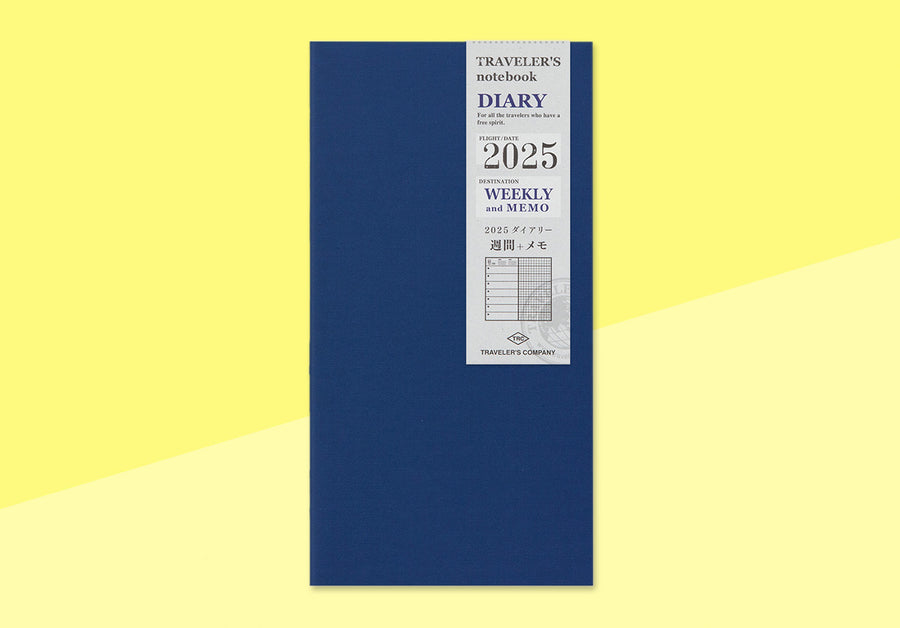 TRAVELER'S
notebook
DIARY
For all the travelers who have a
free spirit.
FLIGHT/DATE
2025
DESTINATION
WEEKLY
and MEMO
2025 ダイアリー
週間+メモ
TRC
TRAVELER'S COMPANY